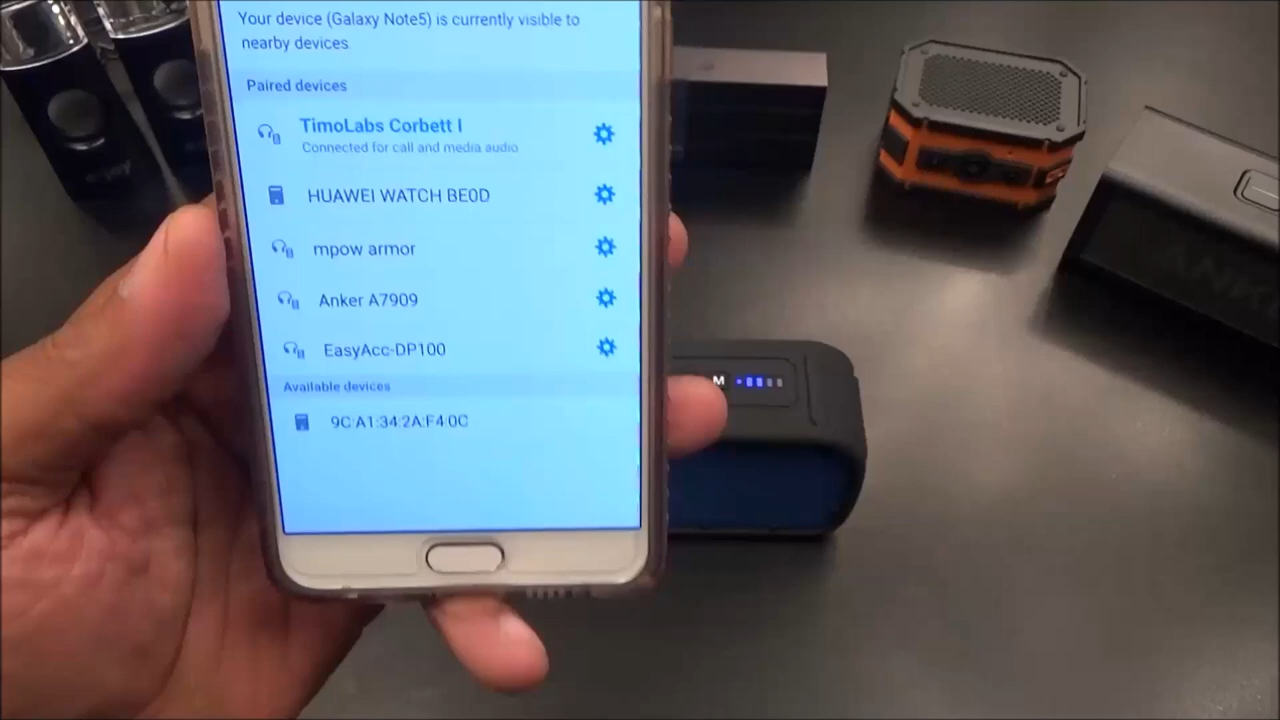 Your device (Galaxy Note5) is currently visible to
nearby devices.
Paired devices
TimoLabs Corbett I
Connected for call and media audio
HUAWEI WATCH BE0D
mpow armor
Anker A7909
EasyAcc-DP100
Available devices
9C:A1:34:2A:F4:0C
M
ANKE